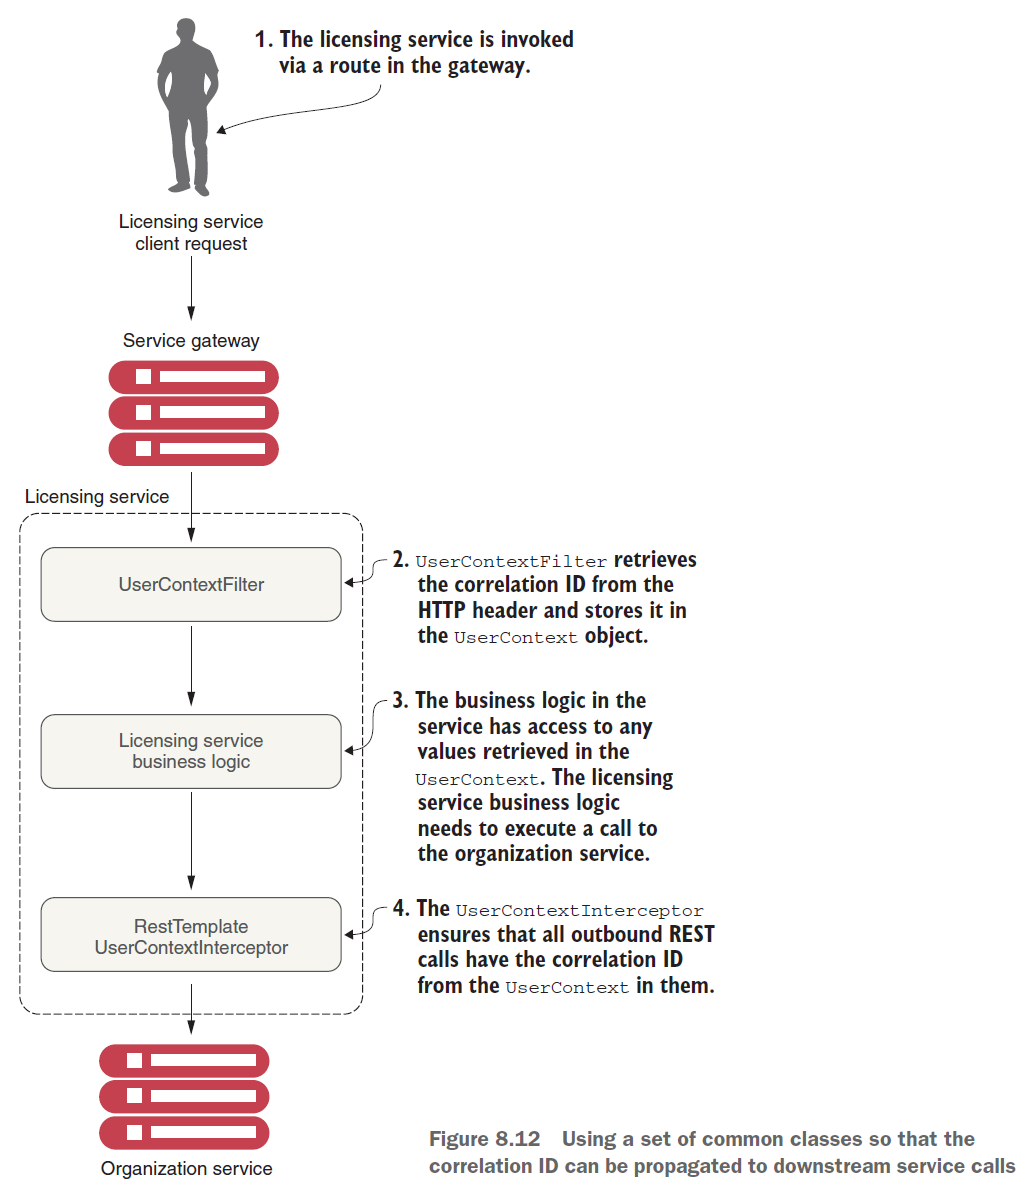 1. The licensing service is invoked
via a route in the gateway.
Licensing service
client request
Service gateway
Licensing service
UserContextFilter
2. UserContextFilter retrieves
the correlation ID from the
HTTP header and stores it in
the UserContext object.
Licensing service
business logic
3. The business logic in the
service has access to any
values retrieved in the
UserContext. The licensing
service business logic
needs to execute a call to
the organization service.
RestTemplate
UserContextInterceptor
4. The UserContextInterceptor
ensures that all outbound REST
calls have the correlation ID
from the UserContext in them.
Organization service
Figure 8.12 Using a set of common classes so that the
correlation ID can be propagated to downstream service calls